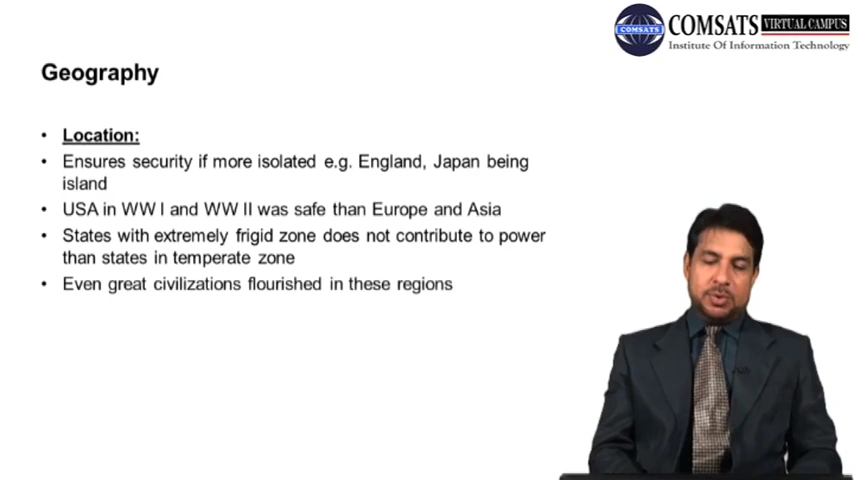 COMSATS VIRTUAL CAMPUS
COMSATS
Institute Of Information Technology
Geography
• Location:
• Ensures security if more isolated e.g. England, Japan being
island
• USA in WW I and WW II was safe than Europe and Asia
• States with extremely frigid zone does not contribute to power
than states in temperate zone
• Even great civilizations flourished in these regions